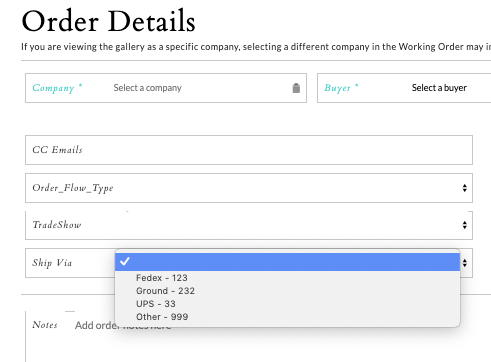 Order Details
If you are viewing the gallery as a specific company, selecting a different company in the Working Order may i
Company * Select a company Buyer * Select a buyer
CC Emails
Order_Flow_Type
TradeShow
Ship Via
Fedex - 123
Ground - 232
UPS - 33
Other - 999
Notes Add order notes here